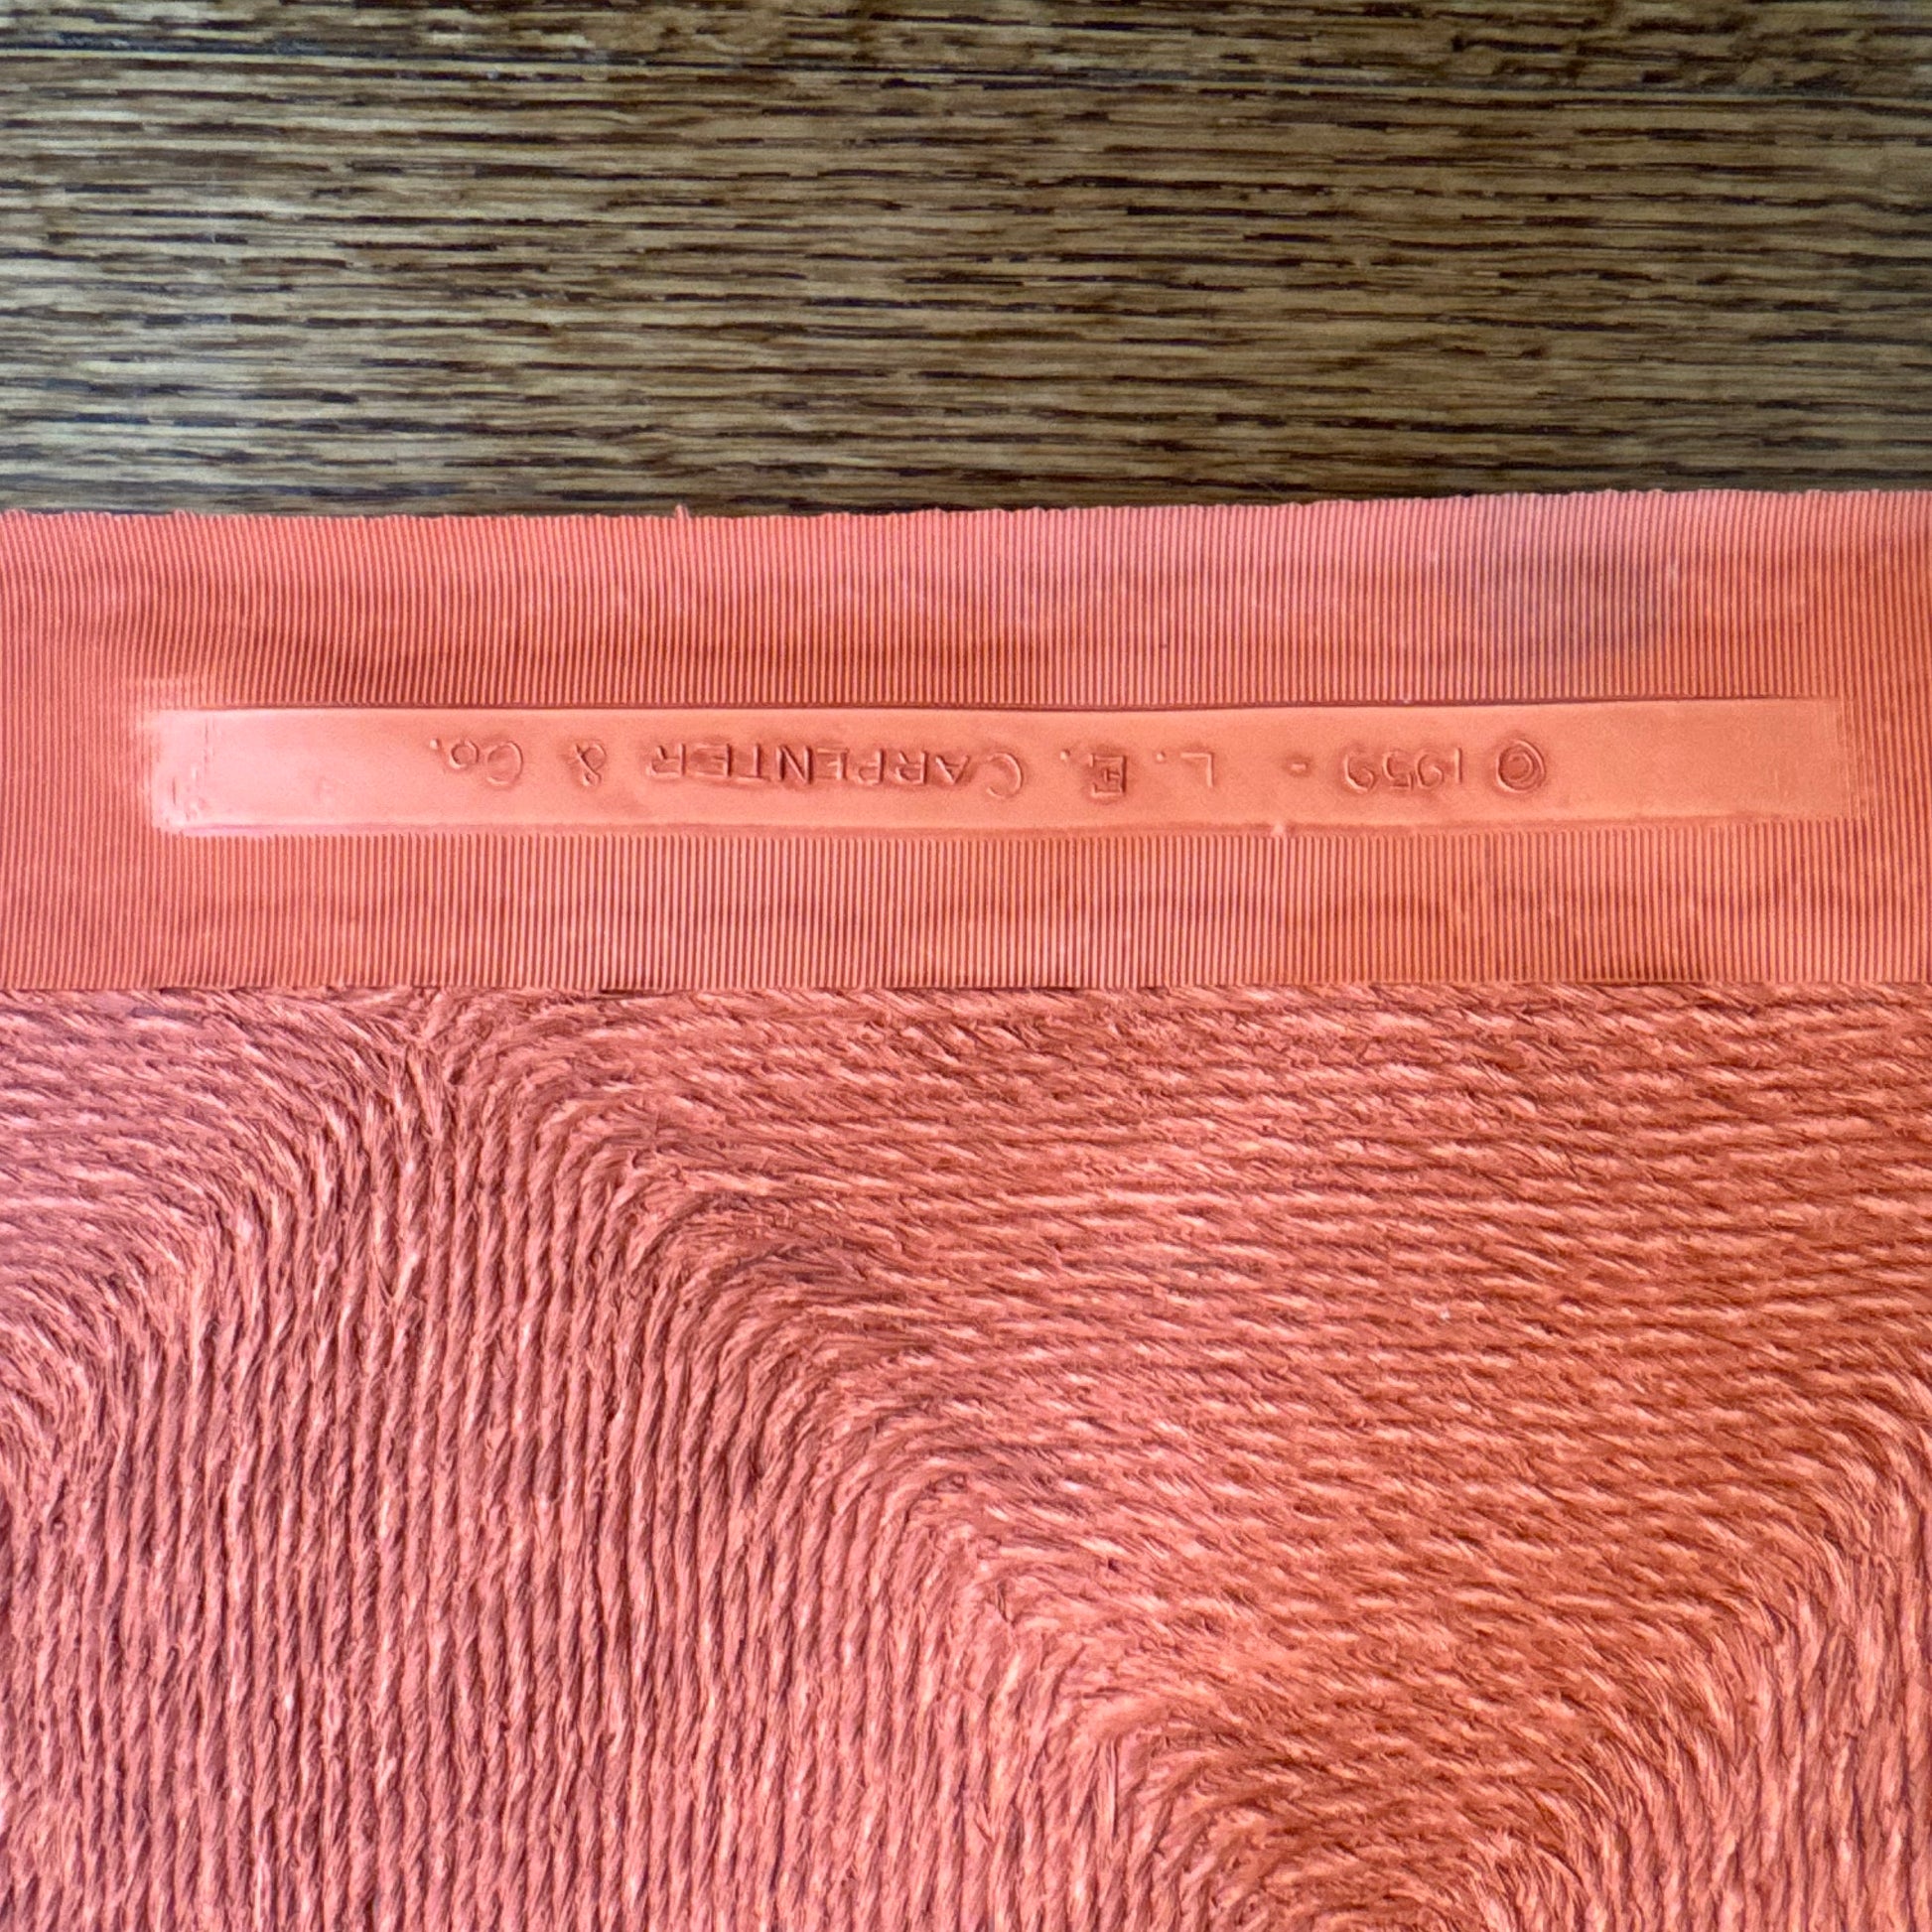 © 1959 - L. E. CARPENTER & Co.